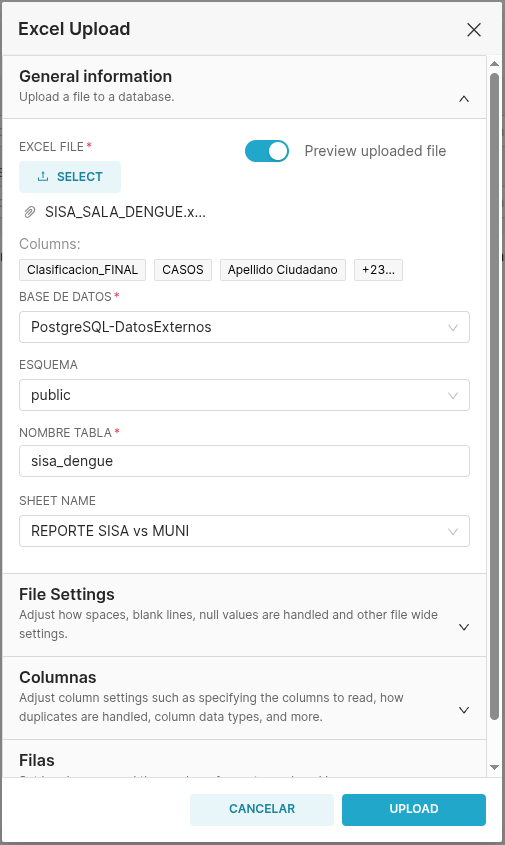 Excel Upload
General information
Upload a file to a database.
EXCEL FILE*
Preview uploaded file
SELECT
SISA_SALA_DENGUE.x...
Columns:
Clasificacion_FINAL CASOS Apellido Ciudadano +23...
BASE DE DATOS*
PostgreSQL-DatosExternos
ESQUEMA
public
NOMBRE TABLA*
sisa_dengue
SHEET NAME
REPORTE SISA vs MUNI
File Settings
Adjust how spaces, blank lines, null values are handled and other file wide
settings.
Columnas
Adjust column settings such as specifying the columns to read, how
duplicates are handled, column data types, and more.
Filas
CANCELAR UPLOAD